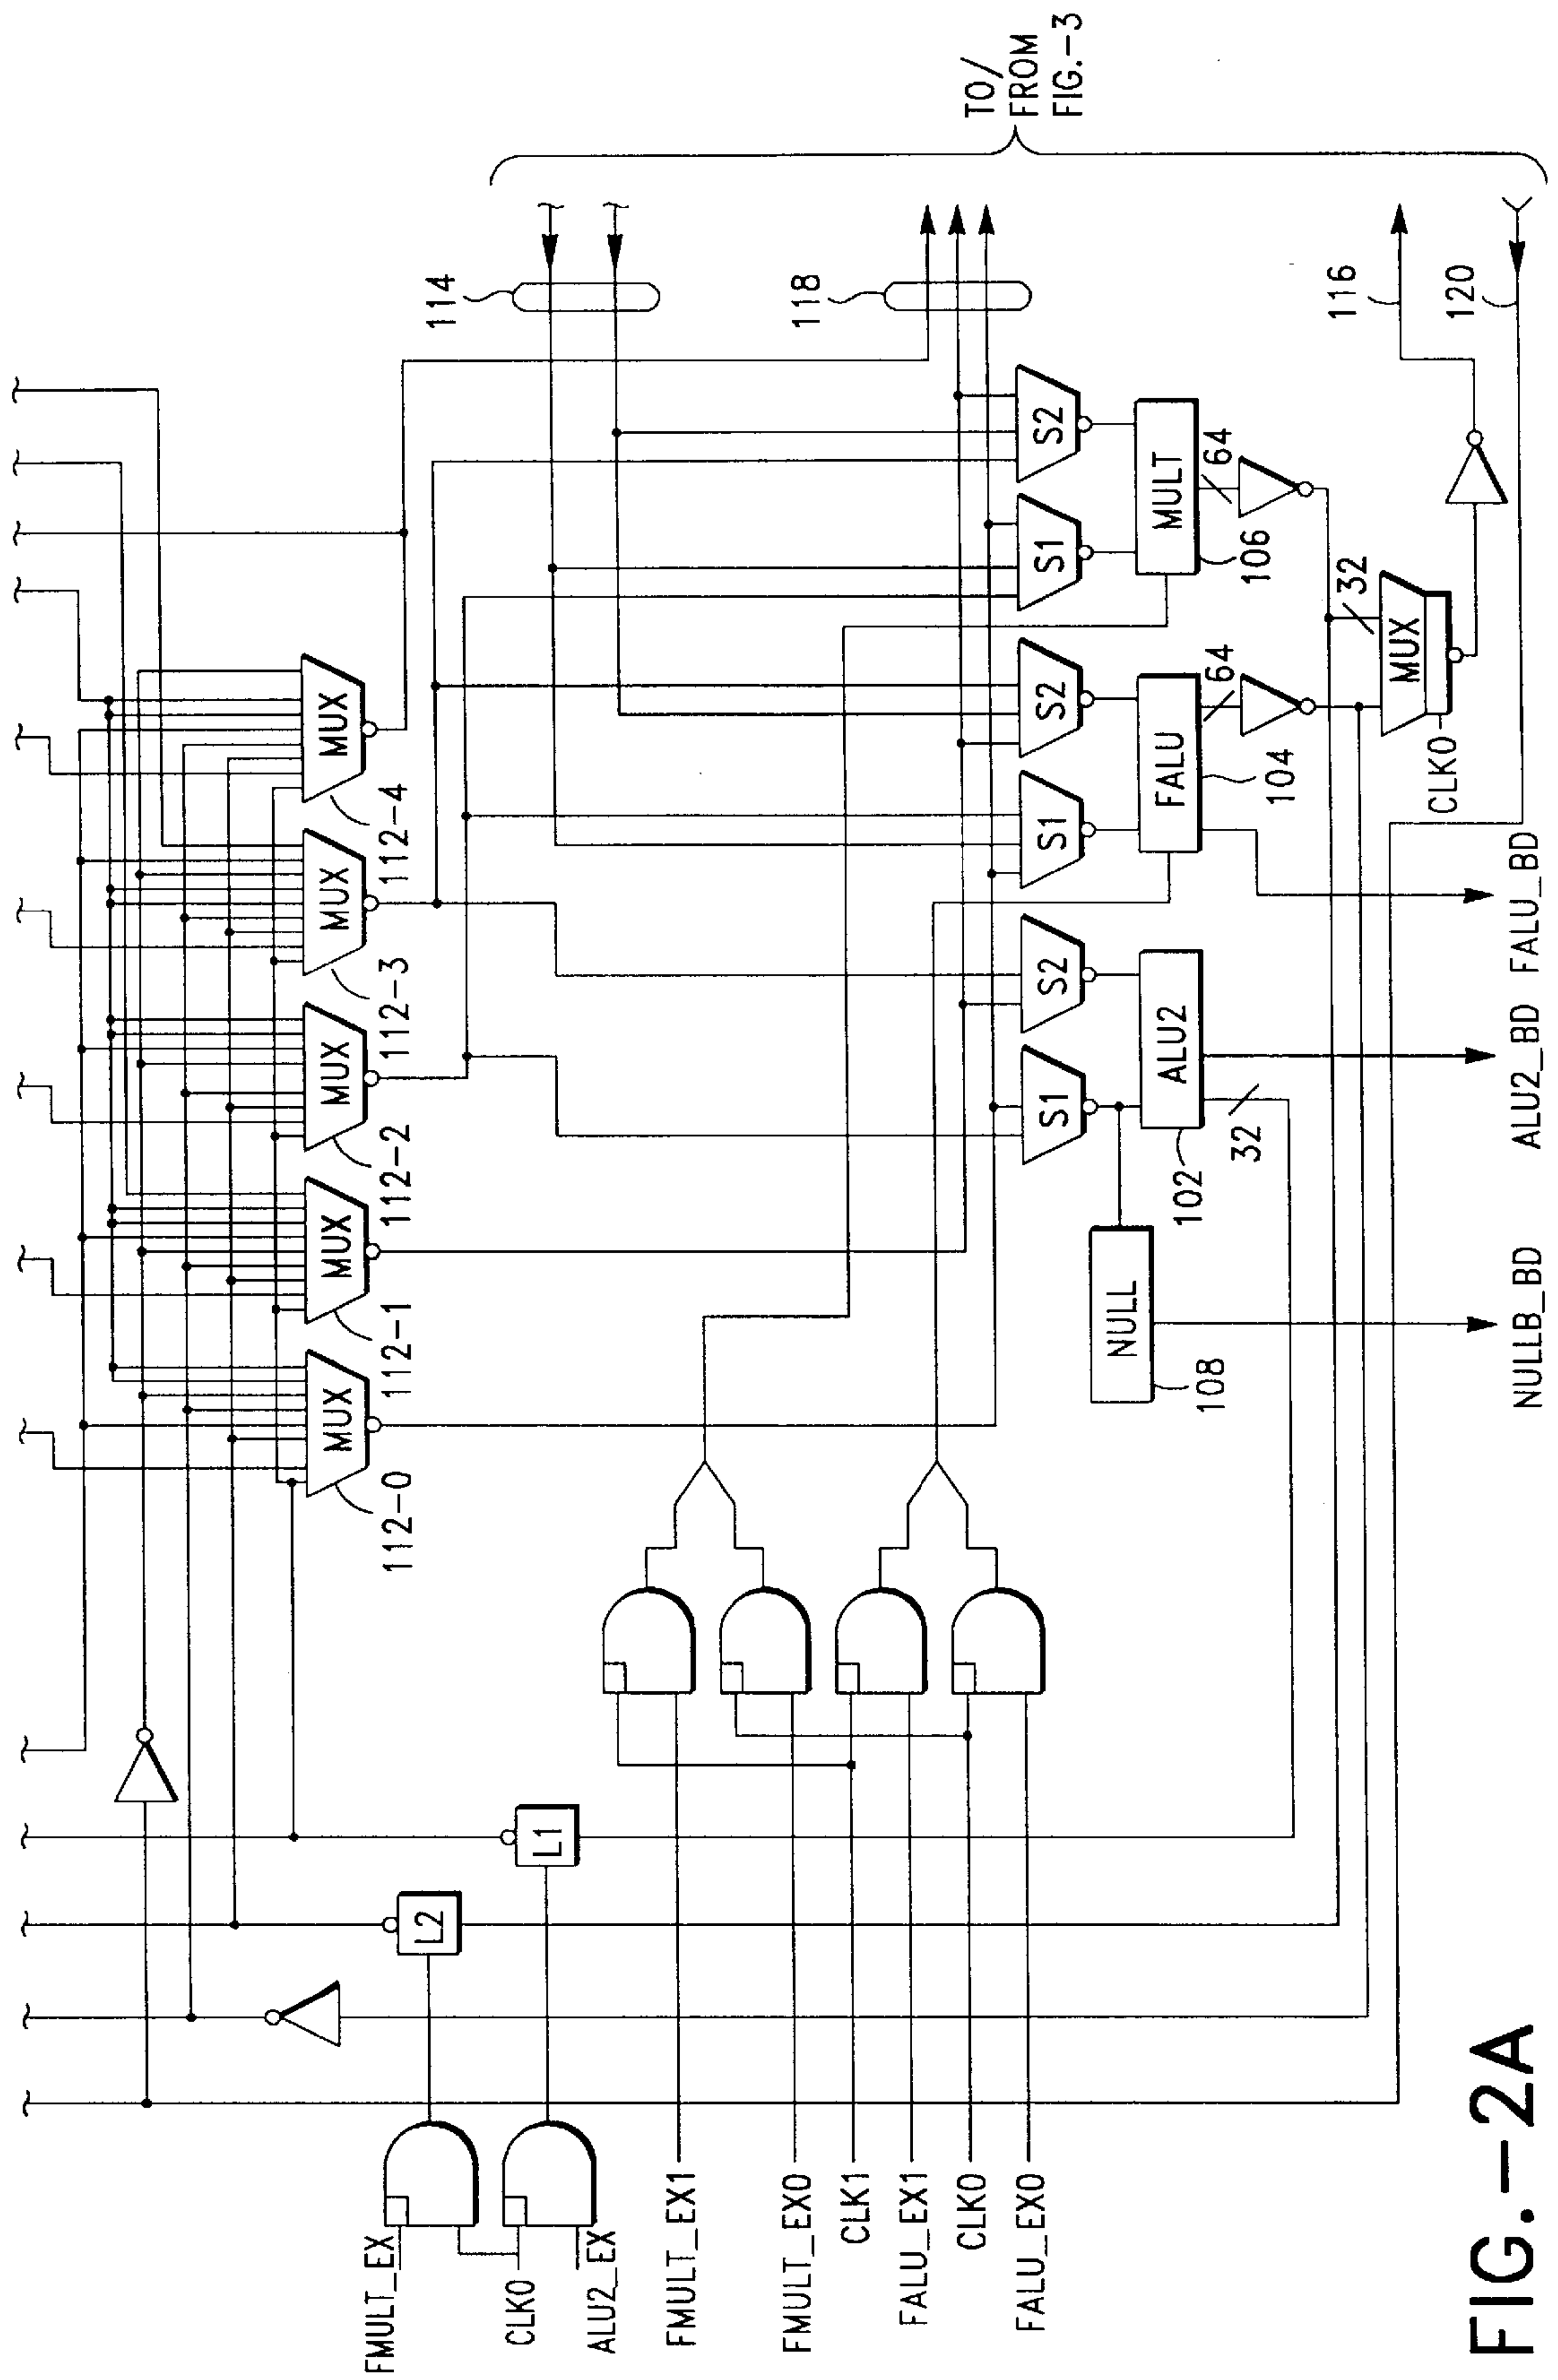 TO/
FROM
FIG.-3
114
118
116
120
MUX
112-4
MUX
112-3
MUX
112-2
MUX
112-1
MUX
112-0
S2
S1
MULT
106
64
S2
S1
FALU
104
64
32
MUX
CLK0
S2
S1
ALU2
102
32
NULL
108
FALU_BD
ALU2_BD
NULLB_BD
L1
L2
FMULT_EX
CLK0
ALU2_EX
FMULT_EX1
FMULT_EX0
CLK1
FALU_EX1
CLK0
FALU_EX0
FIG.-2A